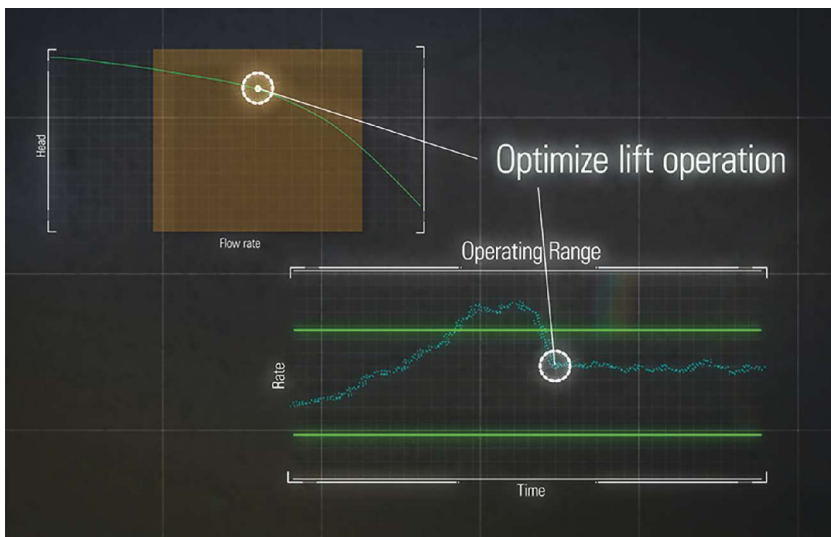 Head
Flow rate
Optimize lift operation
Operating Range
Rate
Time